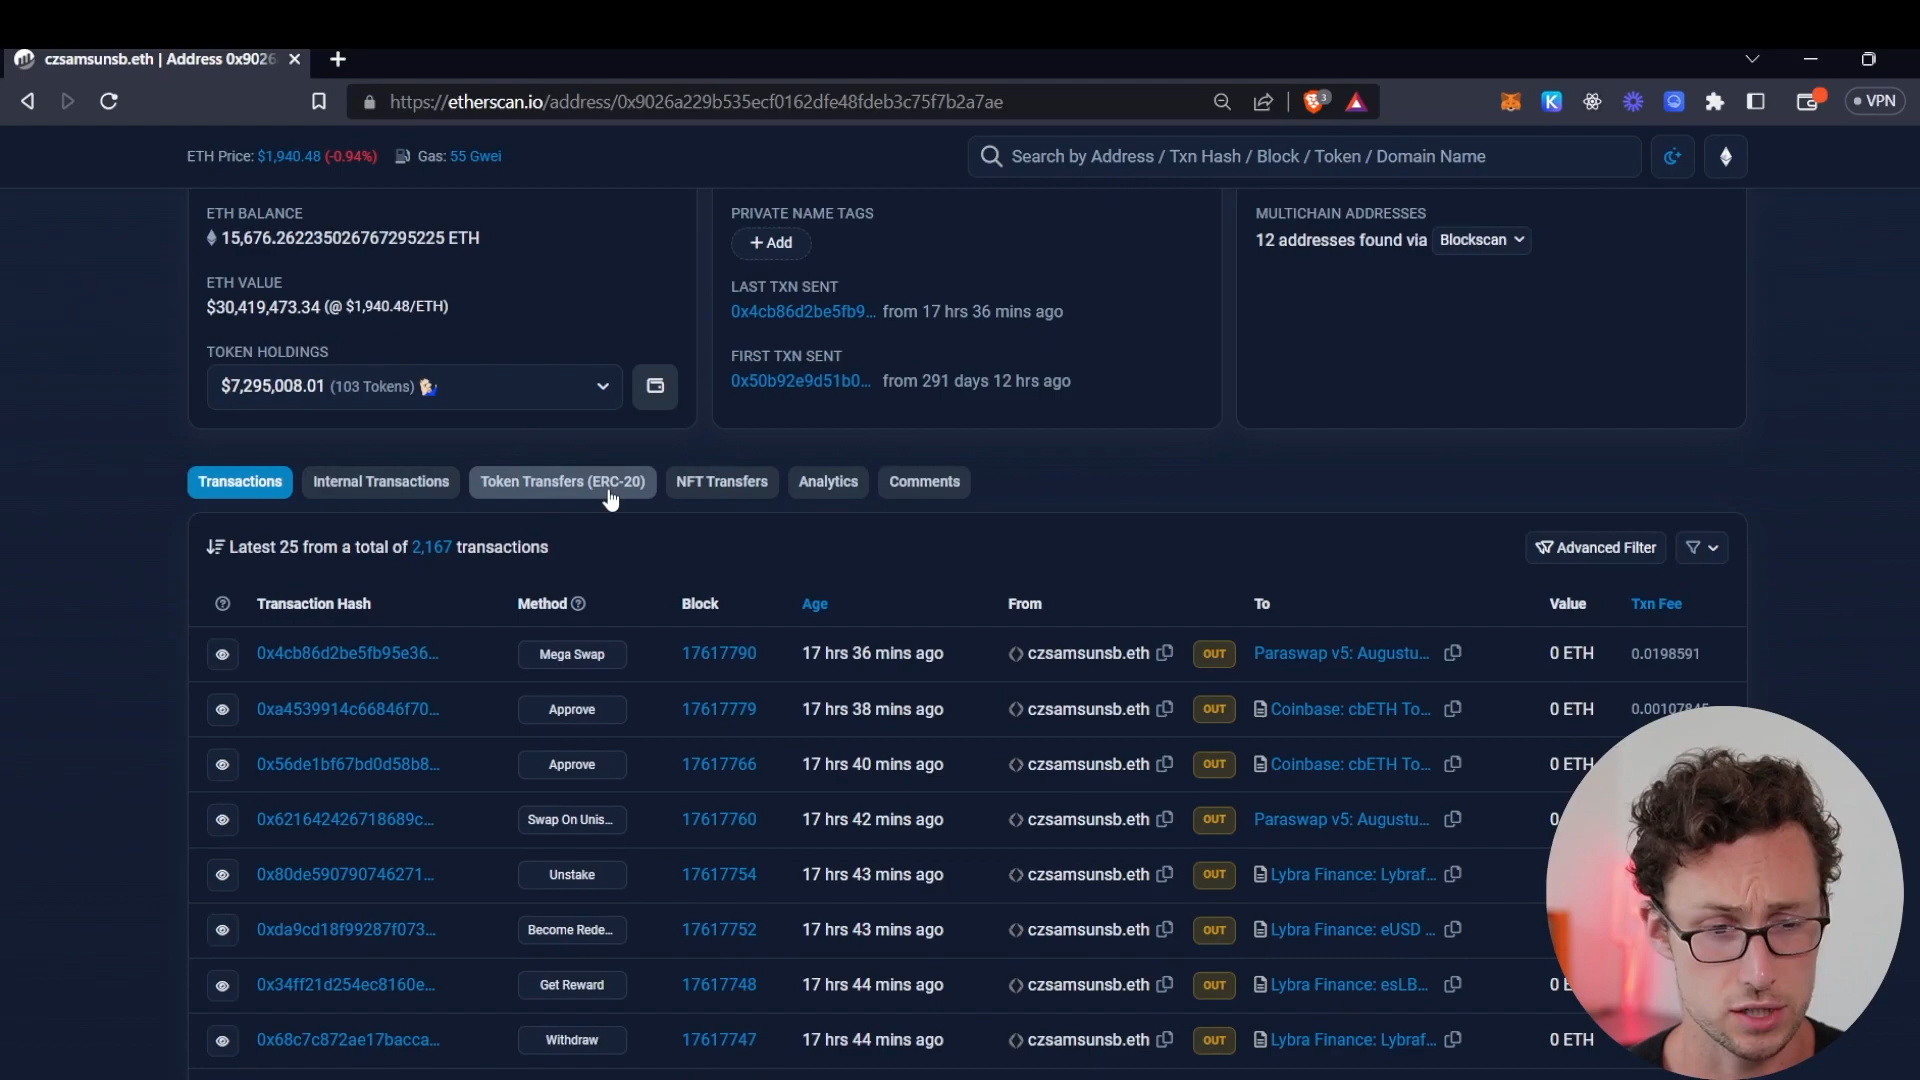 czsamsunsb.eth | Address 0x9026
https://etherscan.io/address/0x9026a229b535ecf0162dfe48fdeb3c75f7b2a7ae
3
K
VPN
ETH Price: $1,940.48 (-0.94%) Gas: 55 Gwei
Search by Address / Txn Hash / Block / Token / Domain Name
ETH BALANCE
15,676.262235026767295225 ETH
ETH VALUE
$30,419,473.34 (@ $1,940.48/ETH)
TOKEN HOLDINGS
$7,295,008.01 (103 Tokens)
PRIVATE NAME TAGS
+ Add
LAST TXN SENT
0x4cb86d2be5fb9... from 17 hrs 36 mins ago
FIRST TXN SENT
0x50b92e9d51b0... from 291 days 12 hrs ago
MULTICHAIN ADDRESSES
12 addresses found via Blockscan
Transactions Internal Transactions Token Transfers (ERC-20) NFT Transfers Analytics Comments
Latest 25 from a total of 2,167 transactions
Advanced Filter
Transaction Hash Method Block Age From To Value Txn Fee
0x4cb86d2be5fb95e36... Mega Swap 17617790 17 hrs 36 mins ago czsamsunsb.eth OUT Paraswap v5: Augustu... 0 ETH 0.0198591
0xa4539914c66846f70... Approve 17617779 17 hrs 38 mins ago czsamsunsb.eth OUT Coinbase: cbETH To... 0 ETH 0.00107845
0x56de1bf67bd0d58b8... Approve 17617766 17 hrs 40 mins ago czsamsunsb.eth OUT Coinbase: cbETH To... 0 ETH
0x621642426718689c... Swap On Unis... 17617760 17 hrs 42 mins ago czsamsunsb.eth OUT Paraswap v5: Augustu... 0
0x80de590790746271... Unstake 17617754 17 hrs 43 mins ago czsamsunsb.eth OUT Lybra Finance: Lybraf...
0xda9cd18f99287f073... Become Rede... 17617752 17 hrs 43 mins ago czsamsunsb.eth OUT Lybra Finance: eUSD ...
0x34ff21d254ec8160e... Get Reward 17617748 17 hrs 44 mins ago czsamsunsb.eth OUT Lybra Finance: esLB... 0 E
0x68c7c872ae17bacca... Withdraw 17617747 17 hrs 44 mins ago czsamsunsb.eth OUT Lybra Finance: Lybraf... 0 ETH